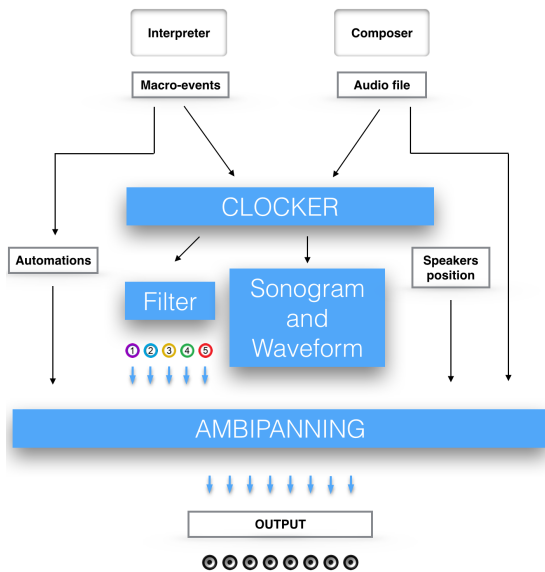 Interpreter
Composer
Macro-events
Audio file
CLOCKER
Automations
Filter
Sonogram
and
Waveform
Speakers
position
1 2 3 4 5
AMBIPANNING
OUTPUT